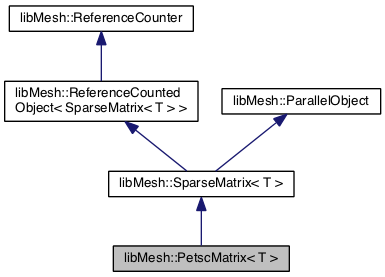 libMesh::ReferenceCounter
libMesh::ReferenceCounted
Object< SparseMatrix< T > >
libMesh::ParallelObject
libMesh::SparseMatrix< T >
libMesh::PetscMatrix< T >